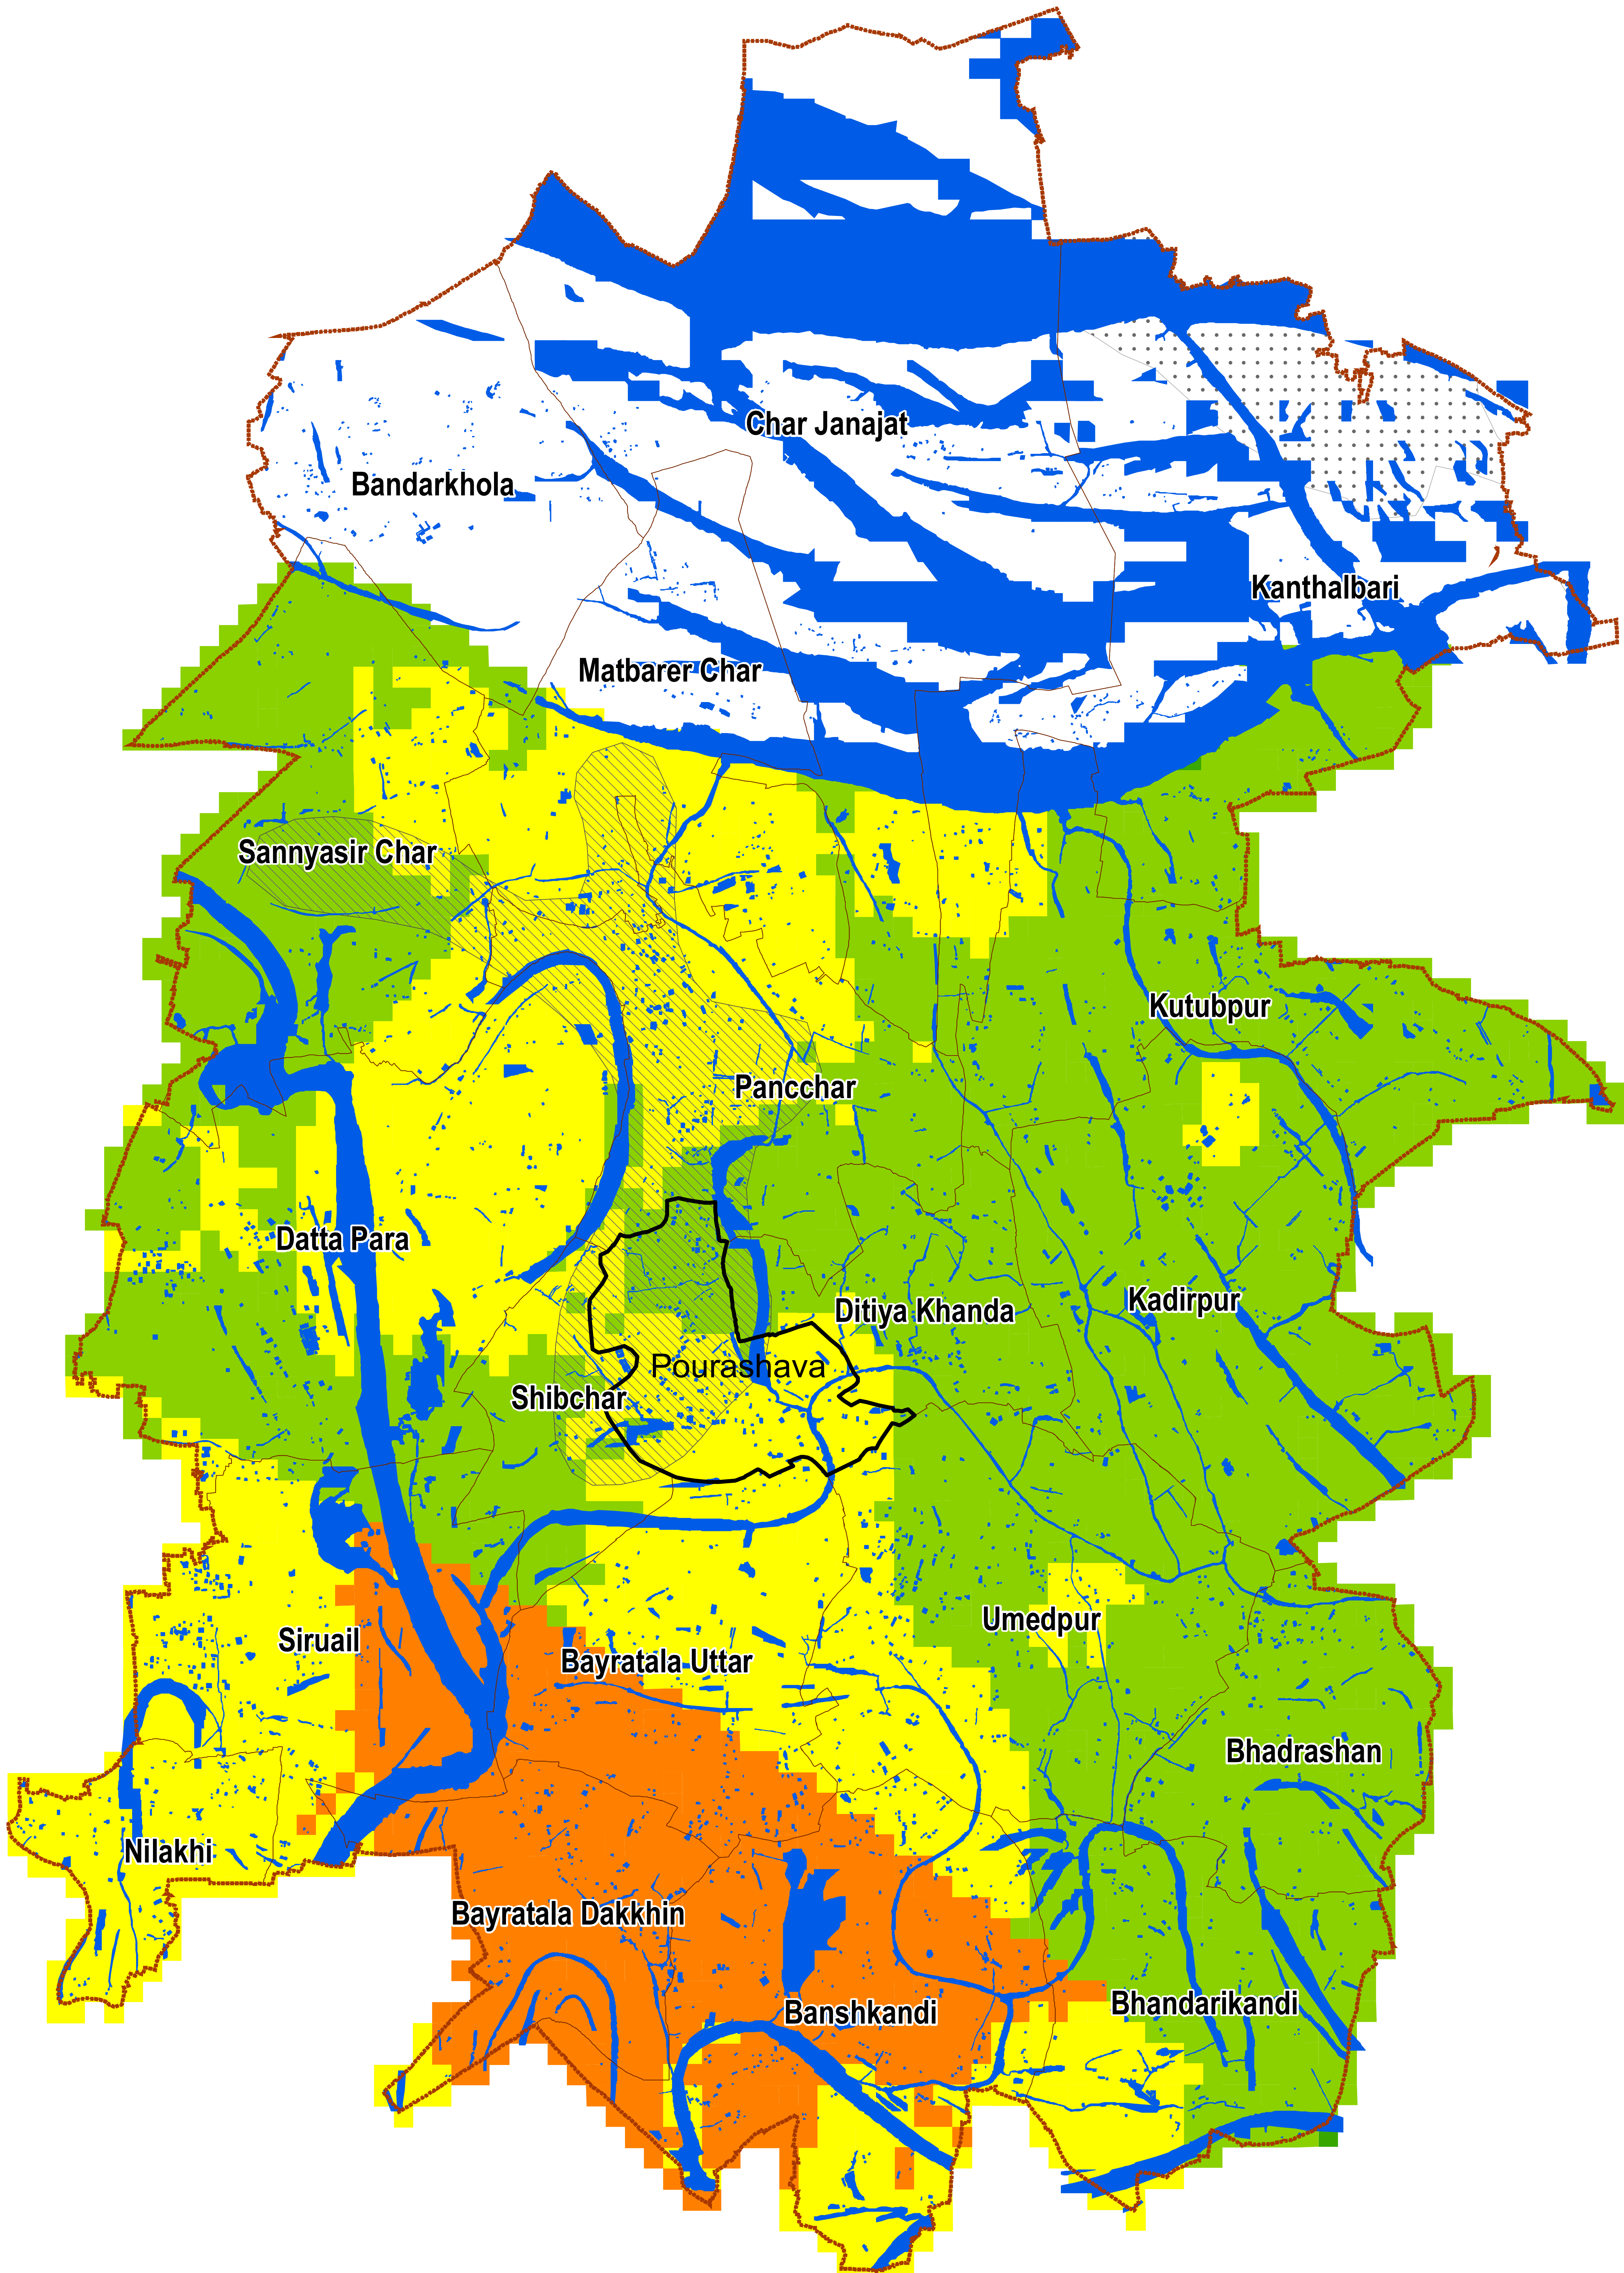 Char Janajat
Bandarkhola
Kanthalbari
Matbarer Char
Sannyasir Char
Kutubpur
Pancchar
Datta Para
Kadirpur
Ditiya Khanda
Pourashava
Shibchar
Umedpur
Siruail
Bayratala Uttar
Bhadrashan
Nilakhi
Bayratala Dakkhin
Bhandarikandi
Banshkandi